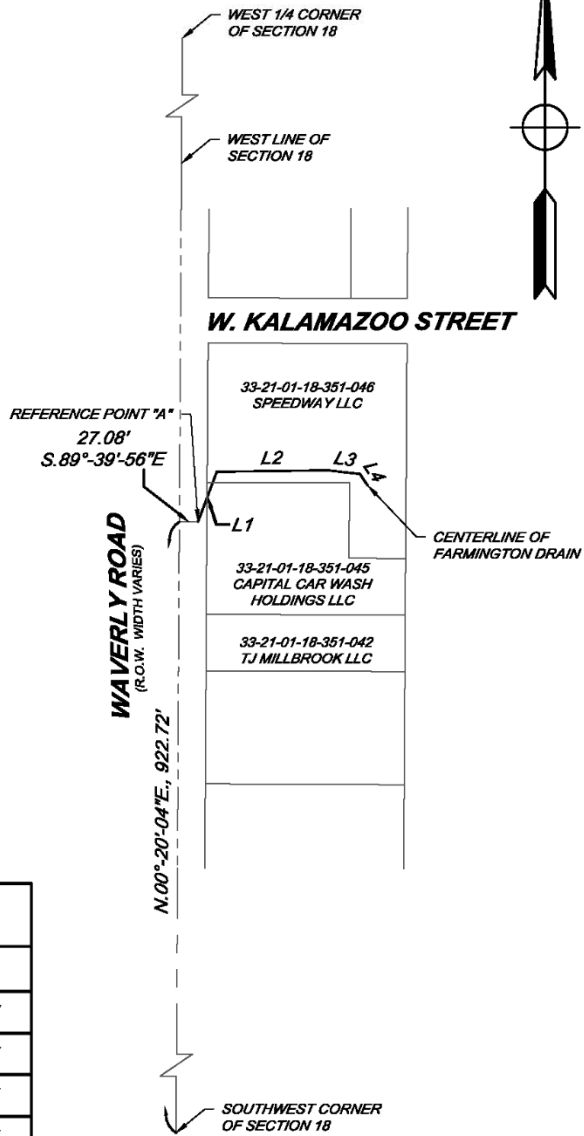 WEST 1/4 CORNER
OF SECTION 18
WEST LINE OF
SECTION 18
W. KALAMAZOO STREET
33-21-01-18-351-046
SPEEDWAY LLC
REFERENCE POINT "A"
27.08'
S.89°-39'-56"E
L2
L3
L4
L1
CENTERLINE OF
FARMINGTON DRAIN
33-21-01-18-351-045
CAPITAL CAR WASH
HOLDINGS LLC
WAVERLY ROAD
(R.O.W. WIDTH VARIES)
33-21-01-18-351-042
TJ MILLBROOK LLC
N.00°-20'-04"E., 922.72'
SOUTHWEST CORNER
OF SECTION 18